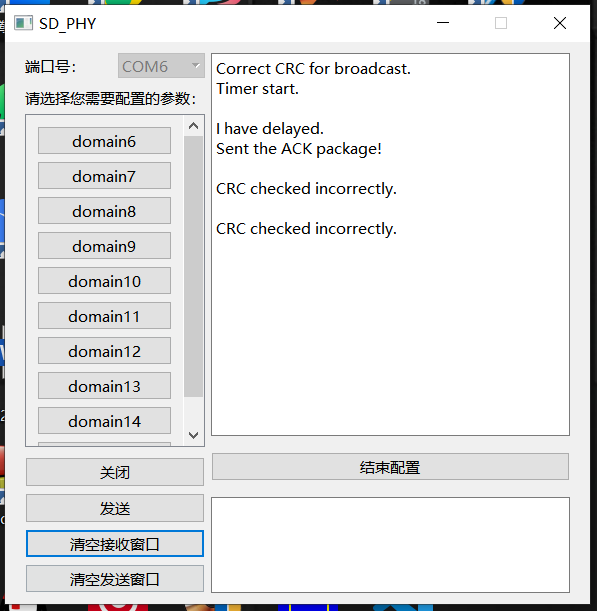 SD_PHY
端口号：
COM6
请选择您需要配置的参数：
domain6
domain7
domain8
domain9
domain10
domain11
domain12
domain13
domain14
关闭
发送
清空接收窗口
清空发送窗口
Correct CRC for broadcast.
Timer start.
I have delayed.
Sent the ACK package!
CRC checked incorrectly.
CRC checked incorrectly.
结束配置